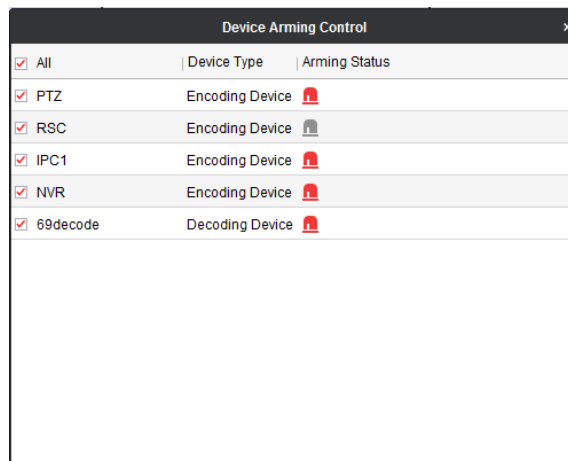 Device Arming Control
All Device Type Arming Status
PTZ Encoding Device
RSC Encoding Device
IPC1 Encoding Device
NVR Encoding Device
69decode Decoding Device